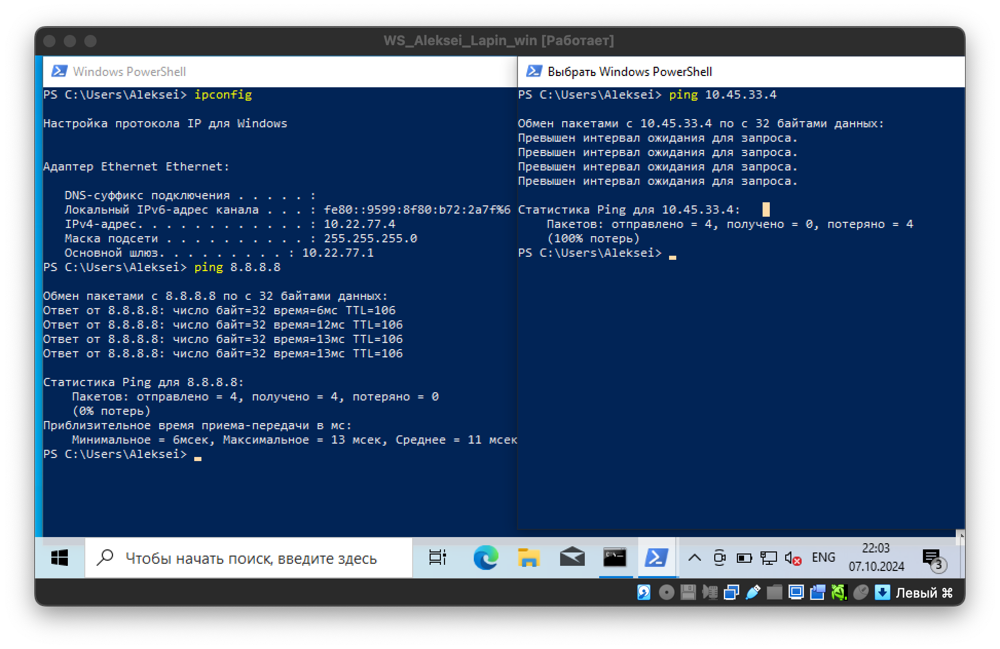 WS_Aleksei_Lapin_win [Работает]
Windows PowerShell
PS C:\Users\Aleksei> ipconfig
Настройка протокола IP для Windows
Адаптер Ethernet Ethernet:
DNS-суффикс подключения . . . . . :
Локальный IPv6-адрес канала . . . : fe80::9599:8f80:b72:2a7f%6
IPv4-адрес. . . . . . . . . . . . : 10.22.77.4
Маска подсети . . . . . . . . . . : 255.255.255.0
Основной шлюз. . . . . . . . . : 10.22.77.1
PS C:\Users\Aleksei> ping 8.8.8.8
Обмен пакетами с 8.8.8.8 по с 32 байтами данных:
Ответ от 8.8.8.8: число байт=32 время=6мс TTL=106
Ответ от 8.8.8.8: число байт=32 время=12мс TTL=106
Ответ от 8.8.8.8: число байт=32 время=13мс TTL=106
Ответ от 8.8.8.8: число байт=32 время=13мс TTL=106
Статистика Ping для 8.8.8.8:
Пакетов: отправлено = 4, получено = 4, потеряно = 0
(0% потерь)
Приблизительное время приема-передачи в мс:
Минимальное = 6мсек, Максимальное = 13 мсек, Среднее = 11 мсек
PS C:\Users\Aleksei>
Выбрать Windows PowerShell
PS C:\Users\Aleksei> ping 10.45.33.4
Обмен пакетами с 10.45.33.4 по с 32 байтами данных:
Превышен интервал ожидания для запроса.
Превышен интервал ожидания для запроса.
Превышен интервал ожидания для запроса.
Превышен интервал ожидания для запроса.
Статистика Ping для 10.45.33.4:
Пакетов: отправлено = 4, получено = 0, потеряно = 4
(100% потерь)
PS C:\Users\Aleksei>
Чтобы начать поиск, введите здесь
ENG
22:03
07.10.2024
3
Левый ⌘